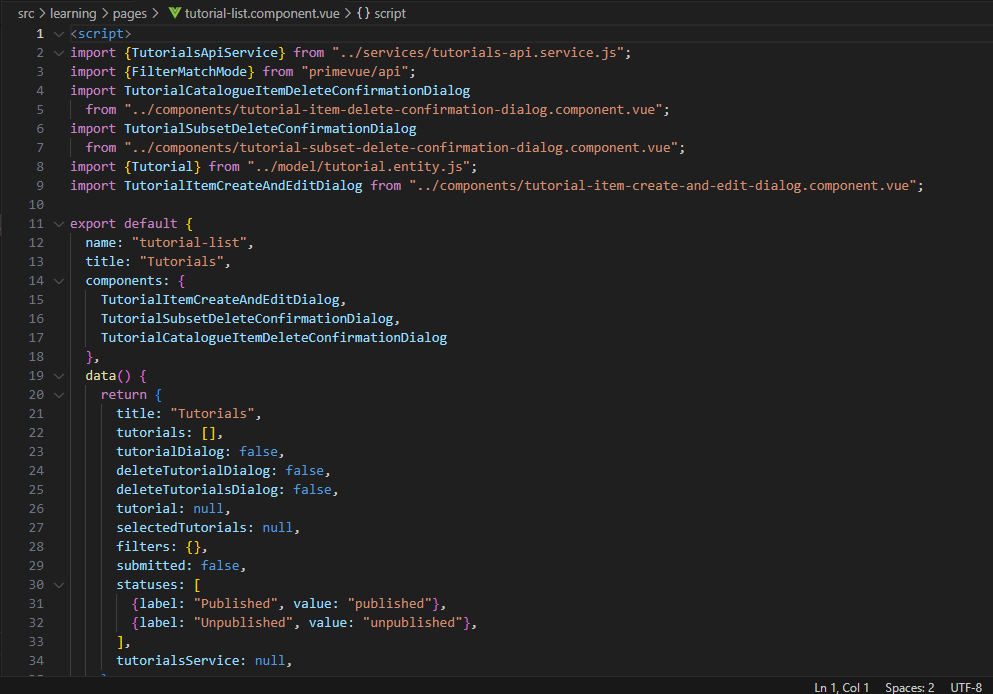 src > learning > pages > tutorial-list.component.vue > {} script
1 <script>
2 import {TutorialsApiService} from "../services/tutorials-api.service.js";
3 import {FilterMatchMode} from "primevue/api";
4 import TutorialCatalogueItemDeleteConfirmationDialog
5   from "../components/tutorial-item-delete-confirmation-dialog.component.vue";
6 import TutorialSubsetDeleteConfirmationDialog
7   from "../components/tutorial-subset-delete-confirmation-dialog.component.vue";
8 import {Tutorial} from "../model/tutorial.entity.js";
9 import TutorialItemCreateAndEditDialog from "../components/tutorial-item-create-and-edit-dialog.component.vue";
10
11 export default {
12   name: "tutorial-list",
13   title: "Tutorials",
14   components: {
15     TutorialItemCreateAndEditDialog,
16     TutorialSubsetDeleteConfirmationDialog,
17     TutorialCatalogueItemDeleteConfirmationDialog
18   },
19   data() {
20     return {
21       title: "Tutorials",
22       tutorials: [],
23       tutorialDialog: false,
24       deleteTutorialDialog: false,
25       deleteTutorialsDialog: false,
26       tutorial: null,
27       selectedTutorials: null,
28       filters: {},
29       submitted: false,
30       statuses: [
31         {label: "Published", value: "published"},
32         {label: "Unpublished", value: "unpublished"},
33       ],
34       tutorialsService: null,
Ln 1, Col 1 Spaces: 2 UTF-8